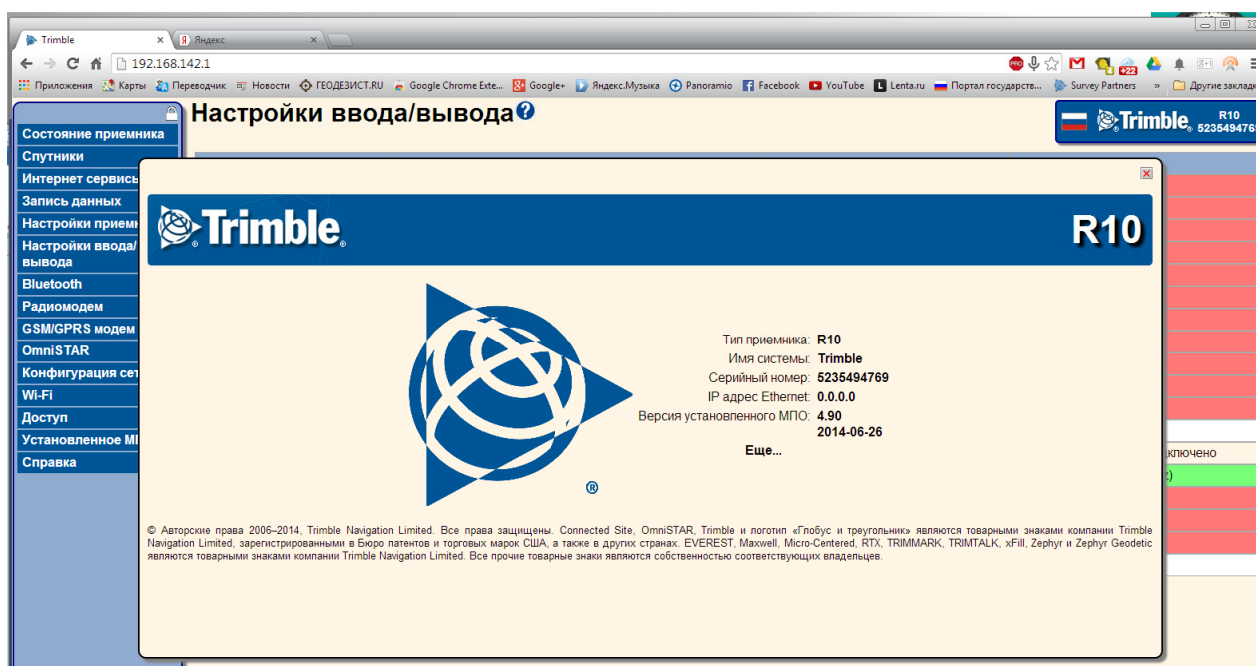 Trimble
Яндекс
192.168.142.1
+22
Приложения Карты Переводчик Новости ГЕОДЕЗИСТ.RU Google Chrome Exte... Google+ Яндекс.Музыка Panoramio Facebook YouTube Lenta.ru Портал государств... Survey Partners » Другие заклад
Настройки ввода/вывода
Trimble R10
523549476
Состояние приемника
Спутники
Интернет сервисы
Запись данных
Настройки прием
Настройки ввода/
вывода
Bluetooth
Радиомодем
GSM/GPRS модем
OmniSTAR
Конфигурация сет
Wi-Fi
Доступ
Установленное М
Справка
Trimble
R10
Тип приемника: R10
Имя системы: Trimble
Серийный номер: 5235494769
IP адрес Ethernet: 0.0.0.0
Версия установленного МПО: 4.90
2014-06-26
Еще...
ключено
© Авторские права 2006–2014, Trimble Navigation Limited. Все права защищены. Connected Site, OmniSTAR, Trimble и логотип «Глобус и треугольник» являются товарными знаками компании Trimble
Navigation Limited, зарегистрированными в Бюро патентов и торговых марок США, а также в других странах. EVEREST, Maxwell, Micro-Centered, RTX, TRIMMARK, TRIMTALK, xFill, Zephyr и Zephyr Geodetic
являются товарными знаками компании Trimble Navigation Limited. Все прочие товарные знаки являются собственностью соответствующих владельцев.